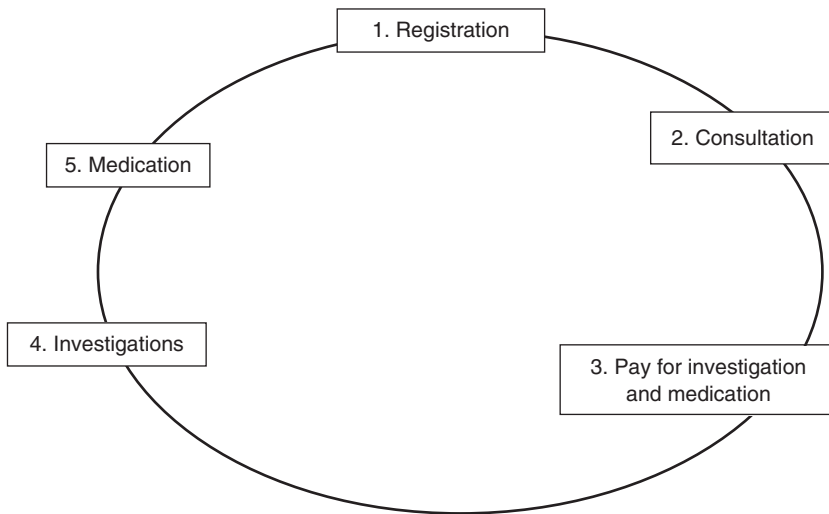 1. Registration
2. Consultation
3. Pay for investigation
and medication
4. Investigations
5. Medication